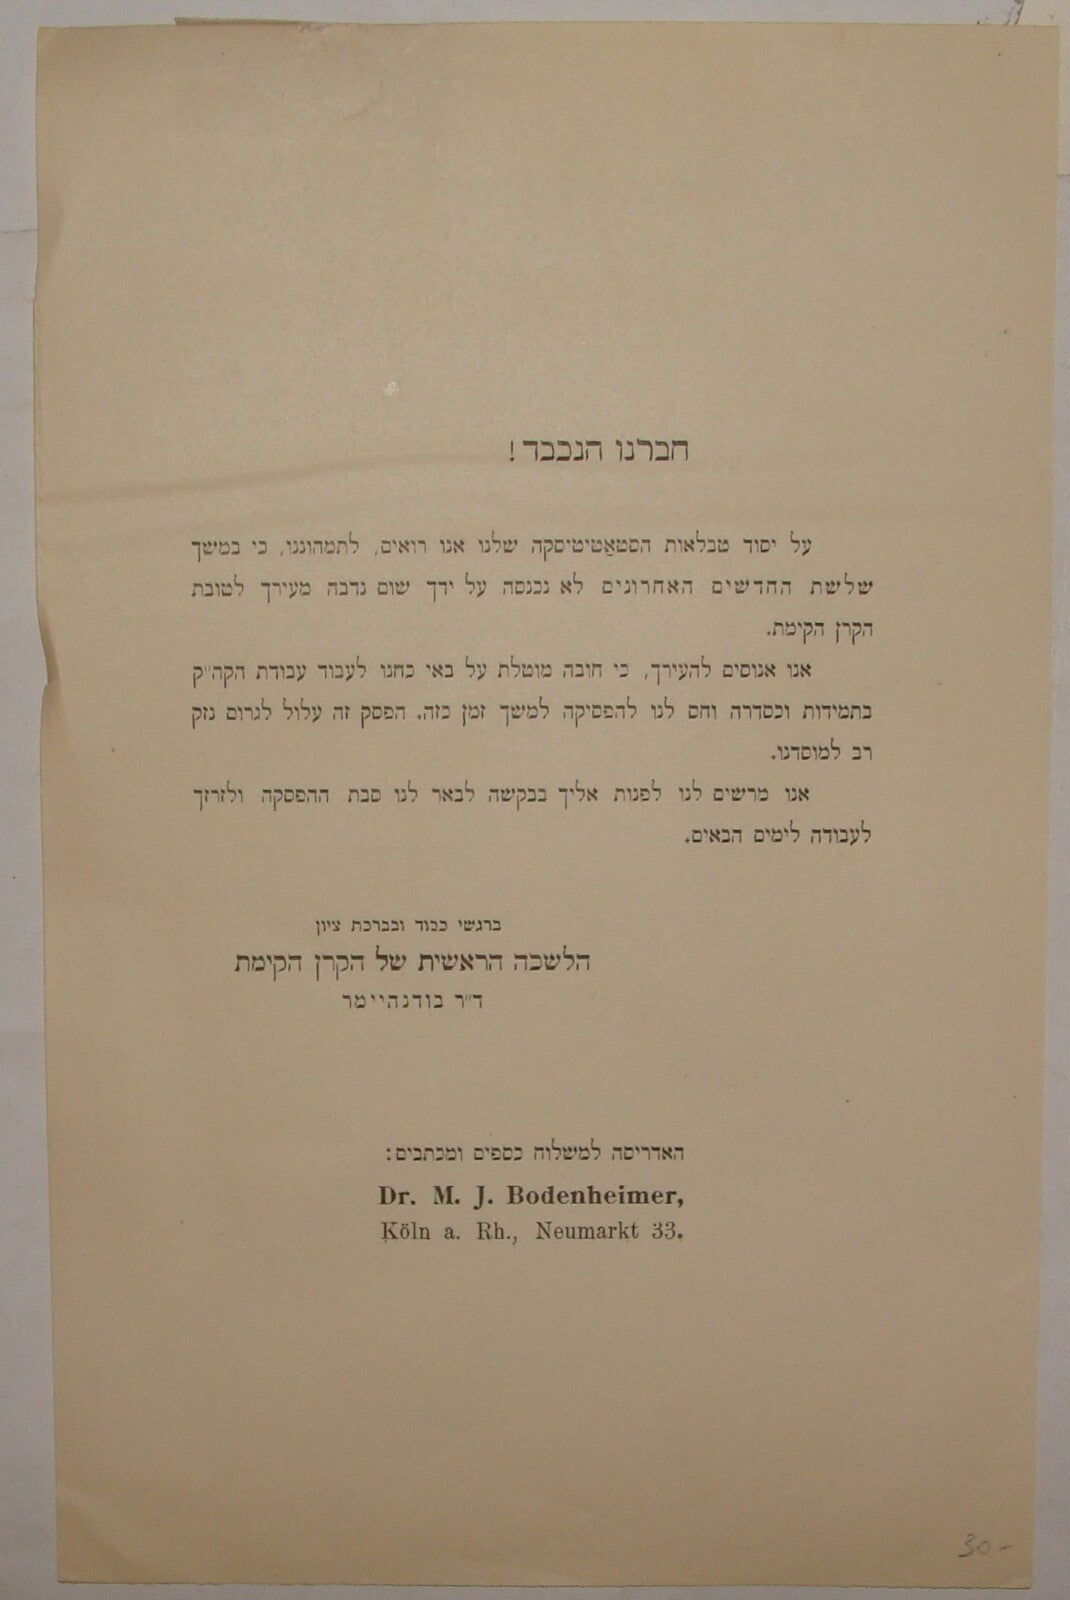 חברנו הנכבד!
על יסוד טבלאות הסטאַטיטיסקה שלנו אנו רואים, לתמהוננו, כי במשך
שלשת החדשים האחרונים לא נכנסה על ידך שום נדבה מעירך לטובת
הקרן הקימת.
אנו אנוסים להעירך, כי חובה מוטלת על באי כחנו לעבוד עבודת הקה״ק
בתמידות וכסדרה וחס לנו להפסיקה למשך זמן כזה. הפסק זה עלול לגרום נזק
רב למוסדנו.
אנו מרשים לנו לפנות אליך בבקשה לבאר לנו סבת ההפסקה ולזרזך
לעבודה לימים הבאים.
ברגשי כבוד ובברכת ציון
הלשכה הראשית של הקרן הקימת
ד״ר בודנהיימר
האדריסה למשלוח כספים ומכתבים:
Dr. M. J. Bodenheimer,
Köln a. Rh., Neumarkt 33.
30-